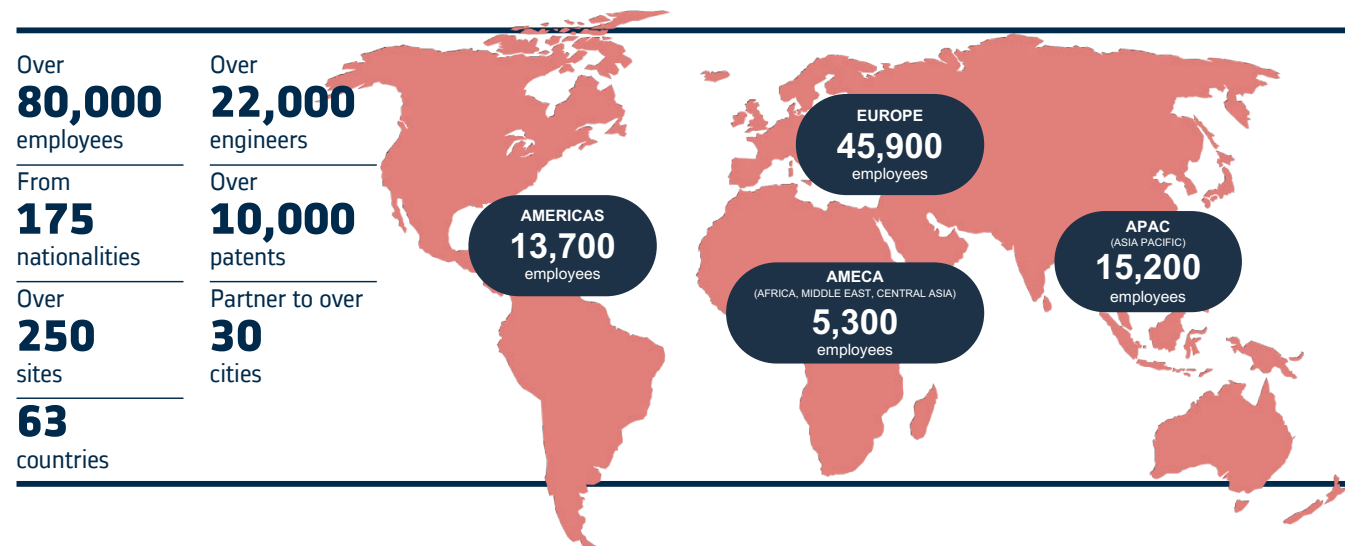 Over
80,000
employees
Over
22,000
engineers
From
175
nationalities
Over
10,000
patents
Over
250
sites
Partner to over
30
cities
63
countries
AMERICAS
13,700
employees
EUROPE
45,900
employees
AMECA
(AFRICA, MIDDLE EAST, CENTRAL ASIA)
5,300
employees
APAC
(ASIA PACIFIC)
15,200
employees